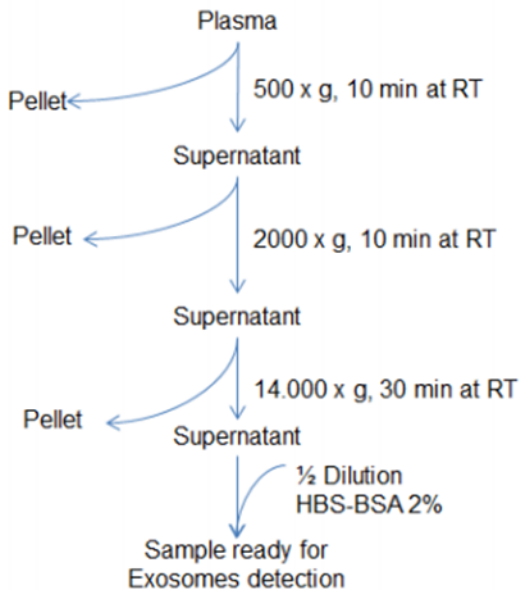 Plasma
500 x g, 10 min at RT
Pellet
Supernatant
2000 x g, 10 min at RT
Pellet
Supernatant
14.000 x g, 30 min at RT
Pellet
Supernatant
½ Dilution
HBS-BSA 2%
Sample ready for
Exosomes detection